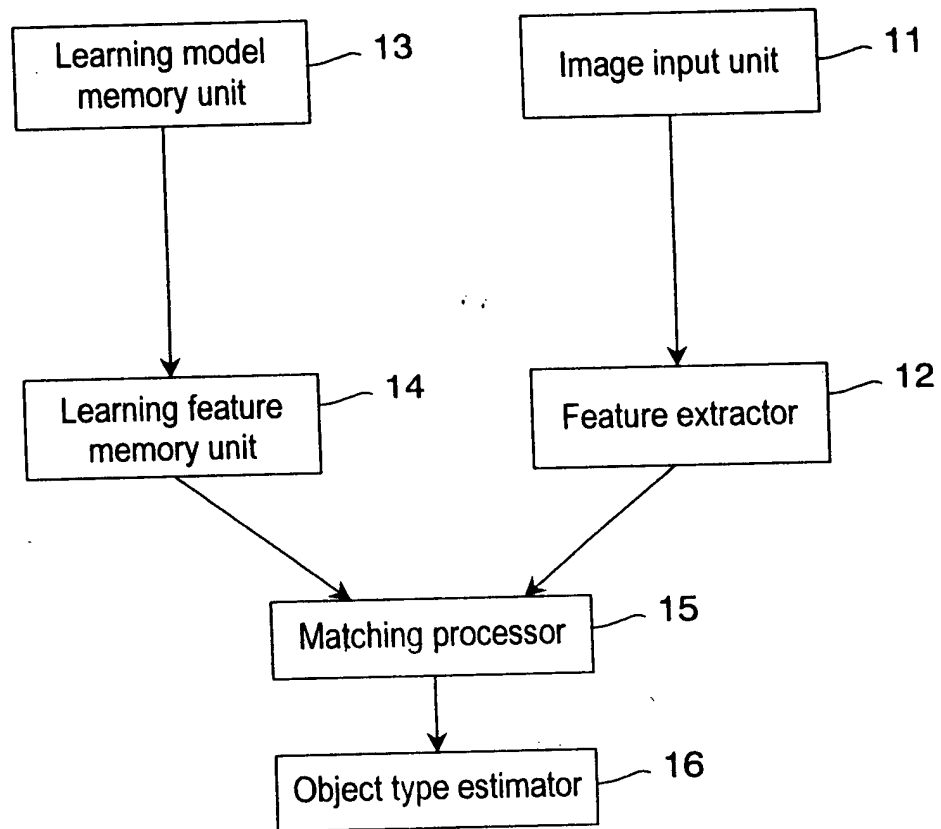 Learning model
memory unit
13
Image input unit
11
Learning feature
memory unit
14
Feature extractor
12
Matching processor
15
Object type estimator
16